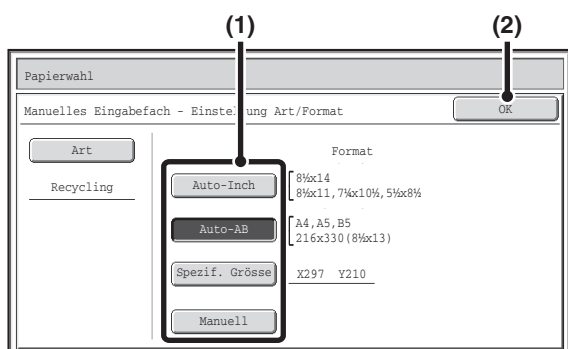 (1) (2)
Papierwahl
Manuelles Eingabefach - Einstellung Art/Format OK
Art Format
Recycling
Auto-Inch 8½x14
8½x11,7¼x10½,5½x8½
Auto-AB A4,A5,B5
216x330(8½x13)
Spezif. Grösse X297 Y210
Manuell